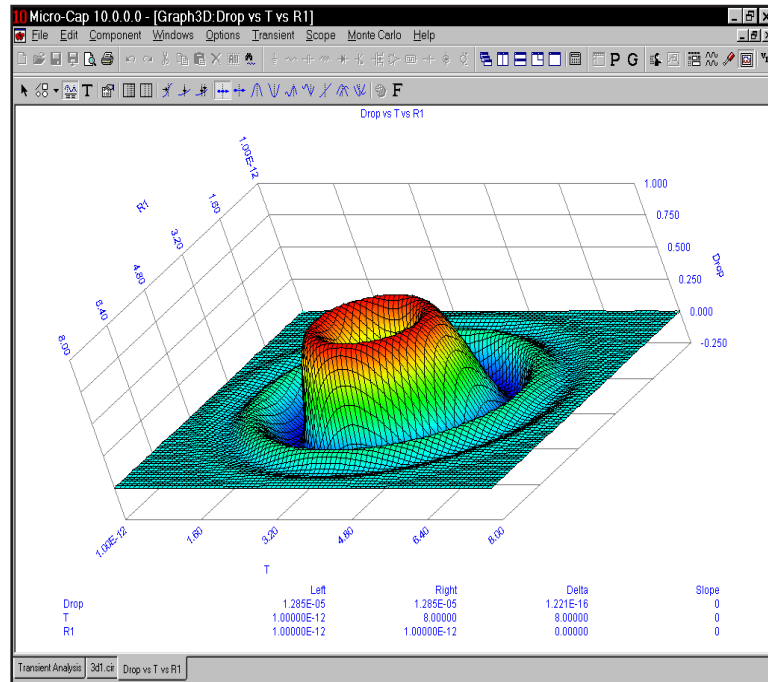 10 Micro-Cap 10.0.0.0 - [Graph3D:Drop vs T vs R1]
File Edit Component Windows Options Transient Scope Monte Carlo Help
P G
T F
Drop vs T vs R1
1.00E-12
1.60
3.20
4.80
6.40
8.00
R1
1.000
0.750
0.500
0.250
0.000
-0.250
Drop
1.00E-12
1.60
3.20
4.80
6.40
8.00
T
Left Right Delta Slope
Drop 1.285E-05 1.285E-05 1.221E-16 0
T 1.00000E-12 8.00000 8.00000 0
R1 1.00000E-12 1.00000E-12 0.00000 0
Transient Analysis 3d1.cir Drop vs T vs R1